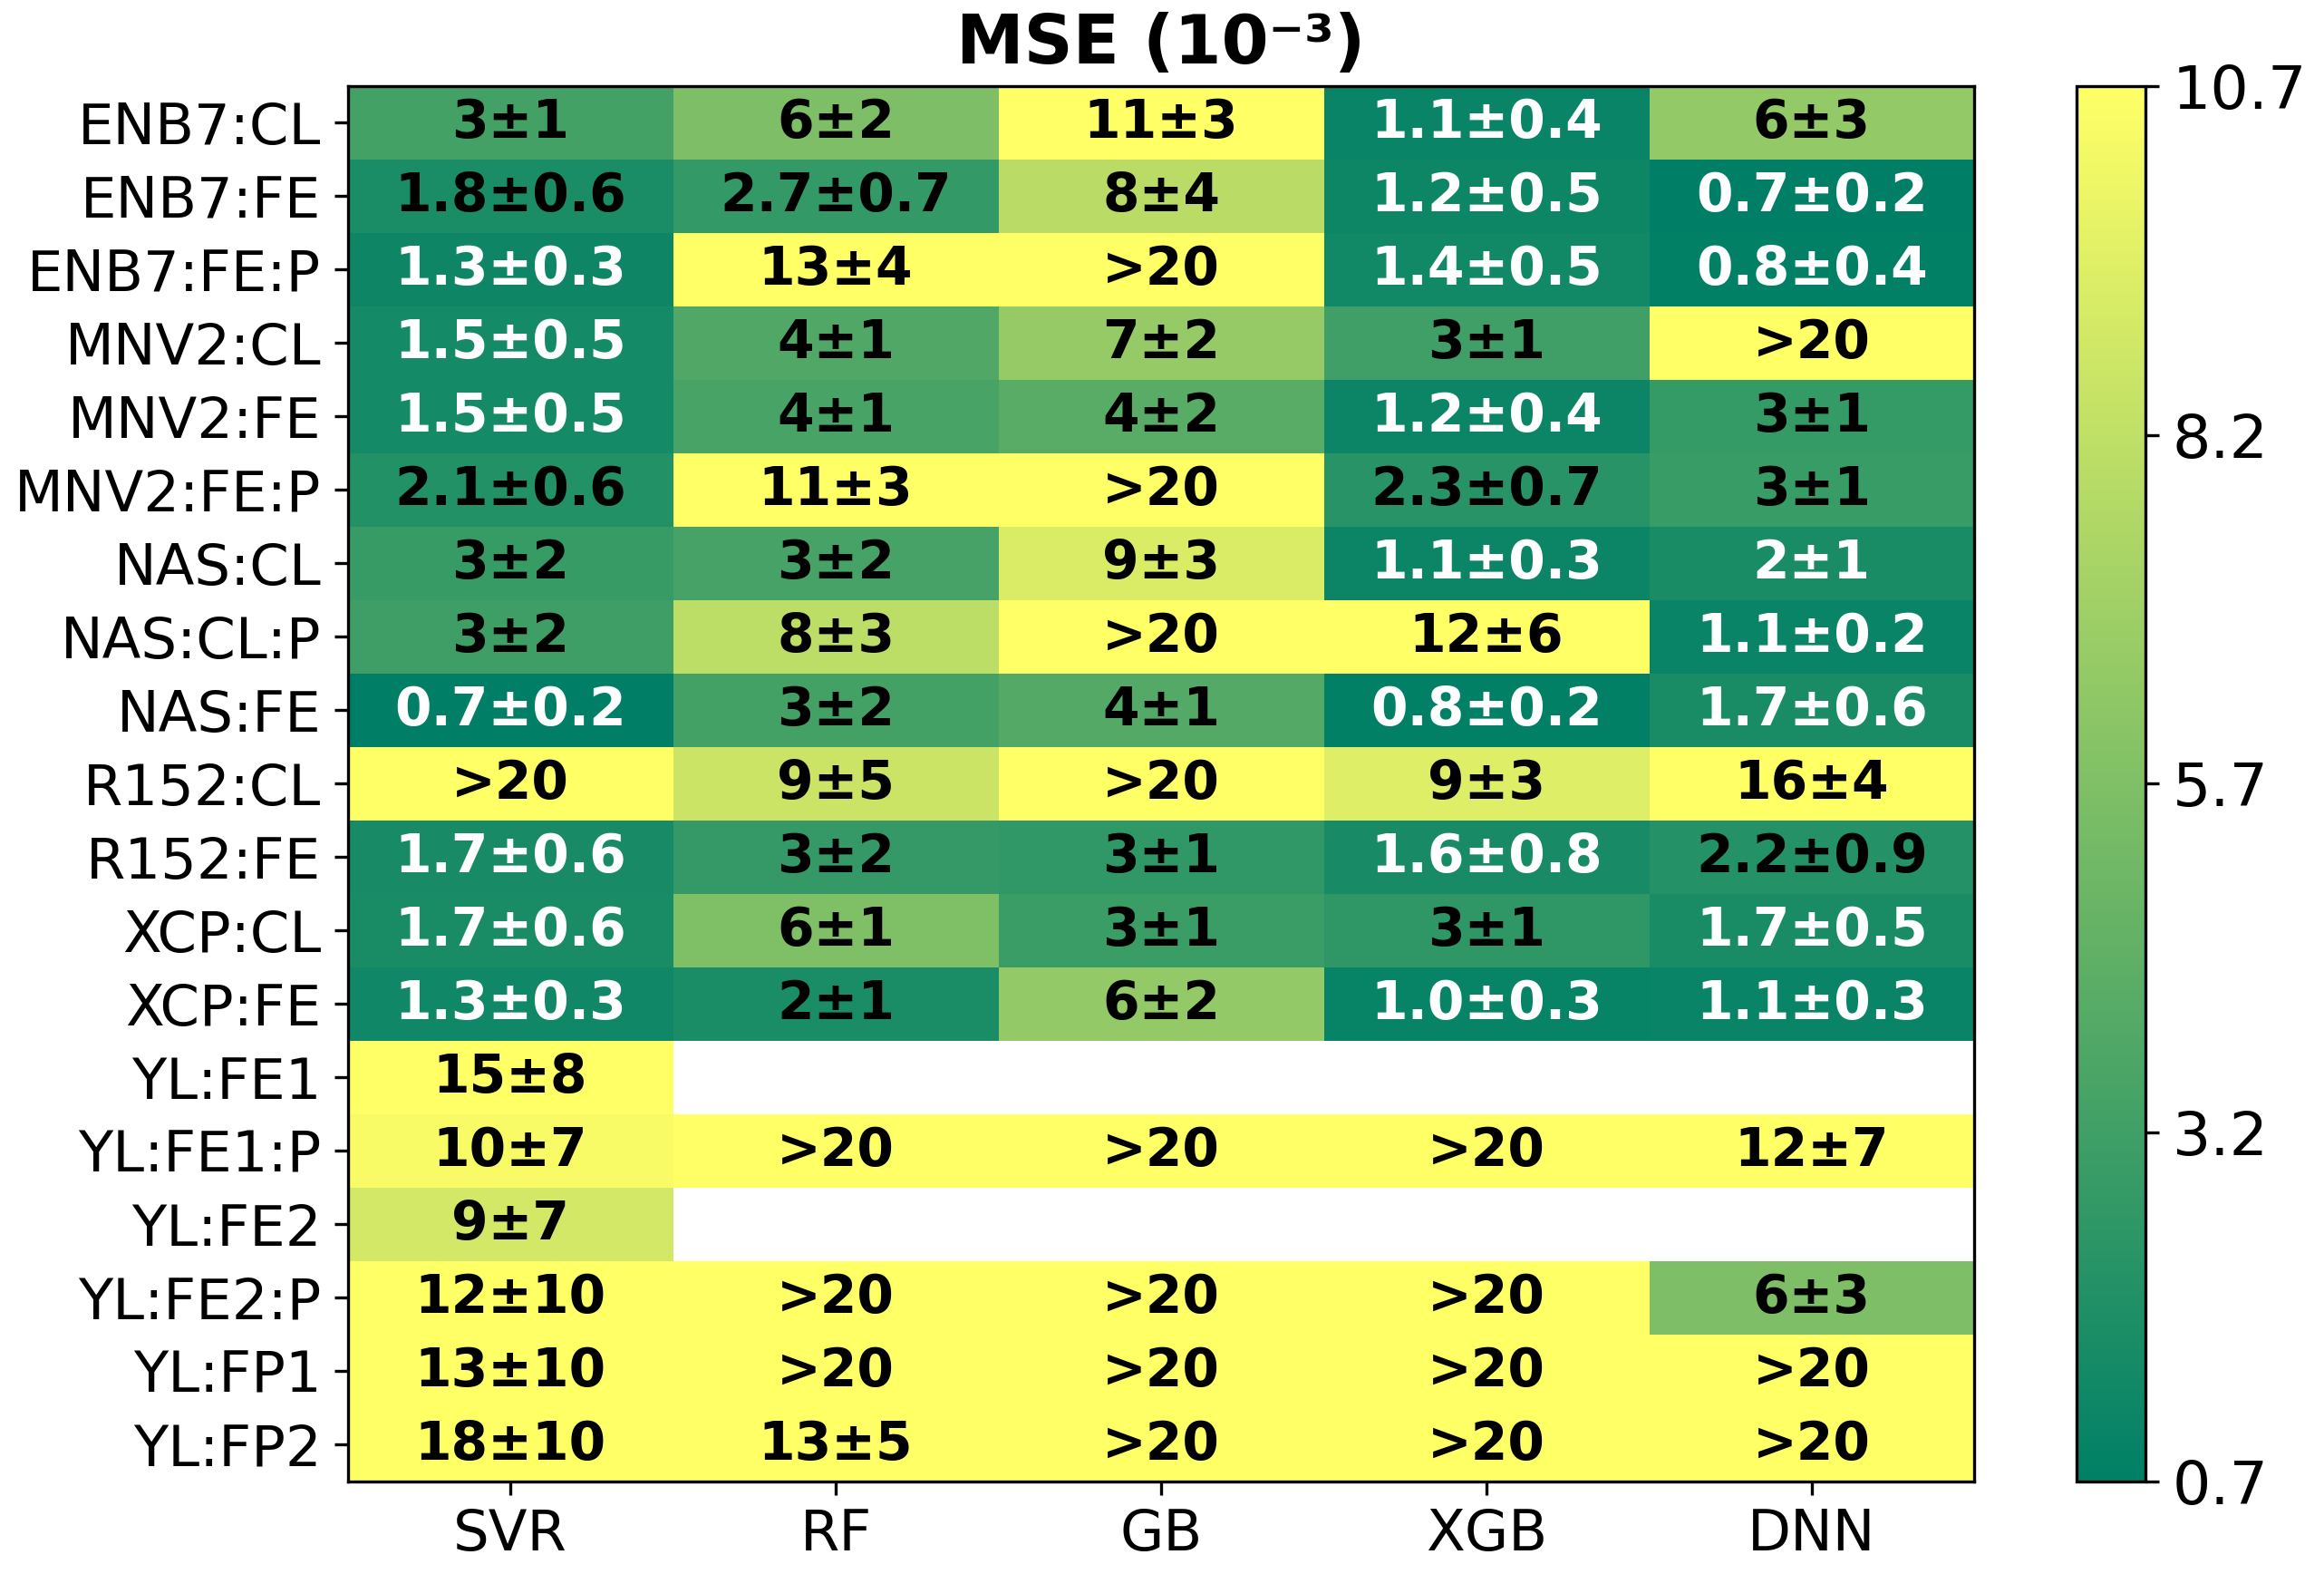 MSE (10⁻³)
ENB7:CL 3±1 6±2 11±3 1.1±0.4 6±3
ENB7:FE 1.8±0.6 2.7±0.7 8±4 1.2±0.5 0.7±0.2
ENB7:FE:P 1.3±0.3 13±4 >20 1.4±0.5 0.8±0.4
MNV2:CL 1.5±0.5 4±1 7±2 3±1 >20
MNV2:FE 1.5±0.5 4±1 4±2 1.2±0.4 3±1
MNV2:FE:P 2.1±0.6 11±3 >20 2.3±0.7 3±1
NAS:CL 3±2 3±2 9±3 1.1±0.3 2±1
NAS:CL:P 3±2 8±3 >20 12±6 1.1±0.2
NAS:FE 0.7±0.2 3±2 4±1 0.8±0.2 1.7±0.6
R152:CL >20 9±5 >20 9±3 16±4
R152:FE 1.7±0.6 3±2 3±1 1.6±0.8 2.2±0.9
XCP:CL 1.7±0.6 6±1 3±1 3±1 1.7±0.5
XCP:FE 1.3±0.3 2±1 6±2 1.0±0.3 1.1±0.3
YL:FE1 15±8
YL:FE1:P 10±7 >20 >20 >20 12±7
YL:FE2 9±7
YL:FE2:P 12±10 >20 >20 >20 6±3
YL:FP1 13±10 >20 >20 >20 >20
YL:FP2 18±10 13±5 >20 >20 >20
SVR RF GB XGB DNN
10.7
8.2
5.7
3.2
0.7